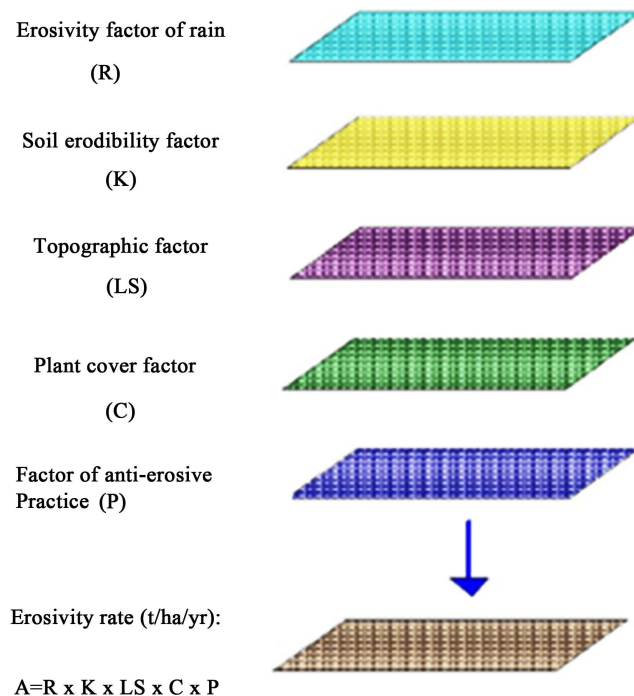 Erosivity factor of rain
(R)
Soil erodibility factor
(K)
Topographic factor
(LS)
Plant cover factor
(C)
Factor of anti-erosive
Practice (P)
Erosivity rate (t/ha/yr):
A=R x K x LS x C x P